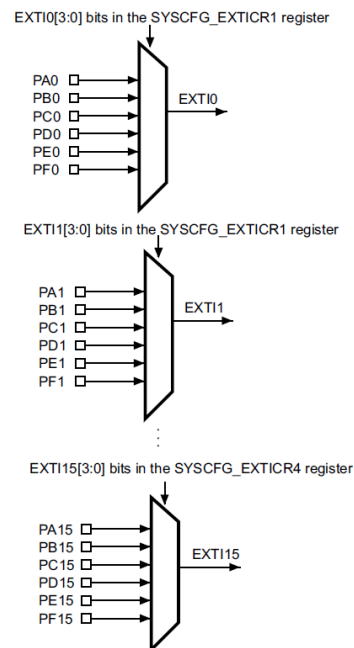 EXTI0[3:0] bits in the SYSCFG_EXTICR1 register
PA0
PB0
PC0
PD0
PE0
PF0
EXTI0
EXTI1[3:0] bits in the SYSCFG_EXTICR1 register
PA1
PB1
PC1
PD1
PE1
PF1
EXTI1
EXTI15[3:0] bits in the SYSCFG_EXTICR4 register
PA15
PB15
PC15
PD15
PE15
PF15
EXTI15